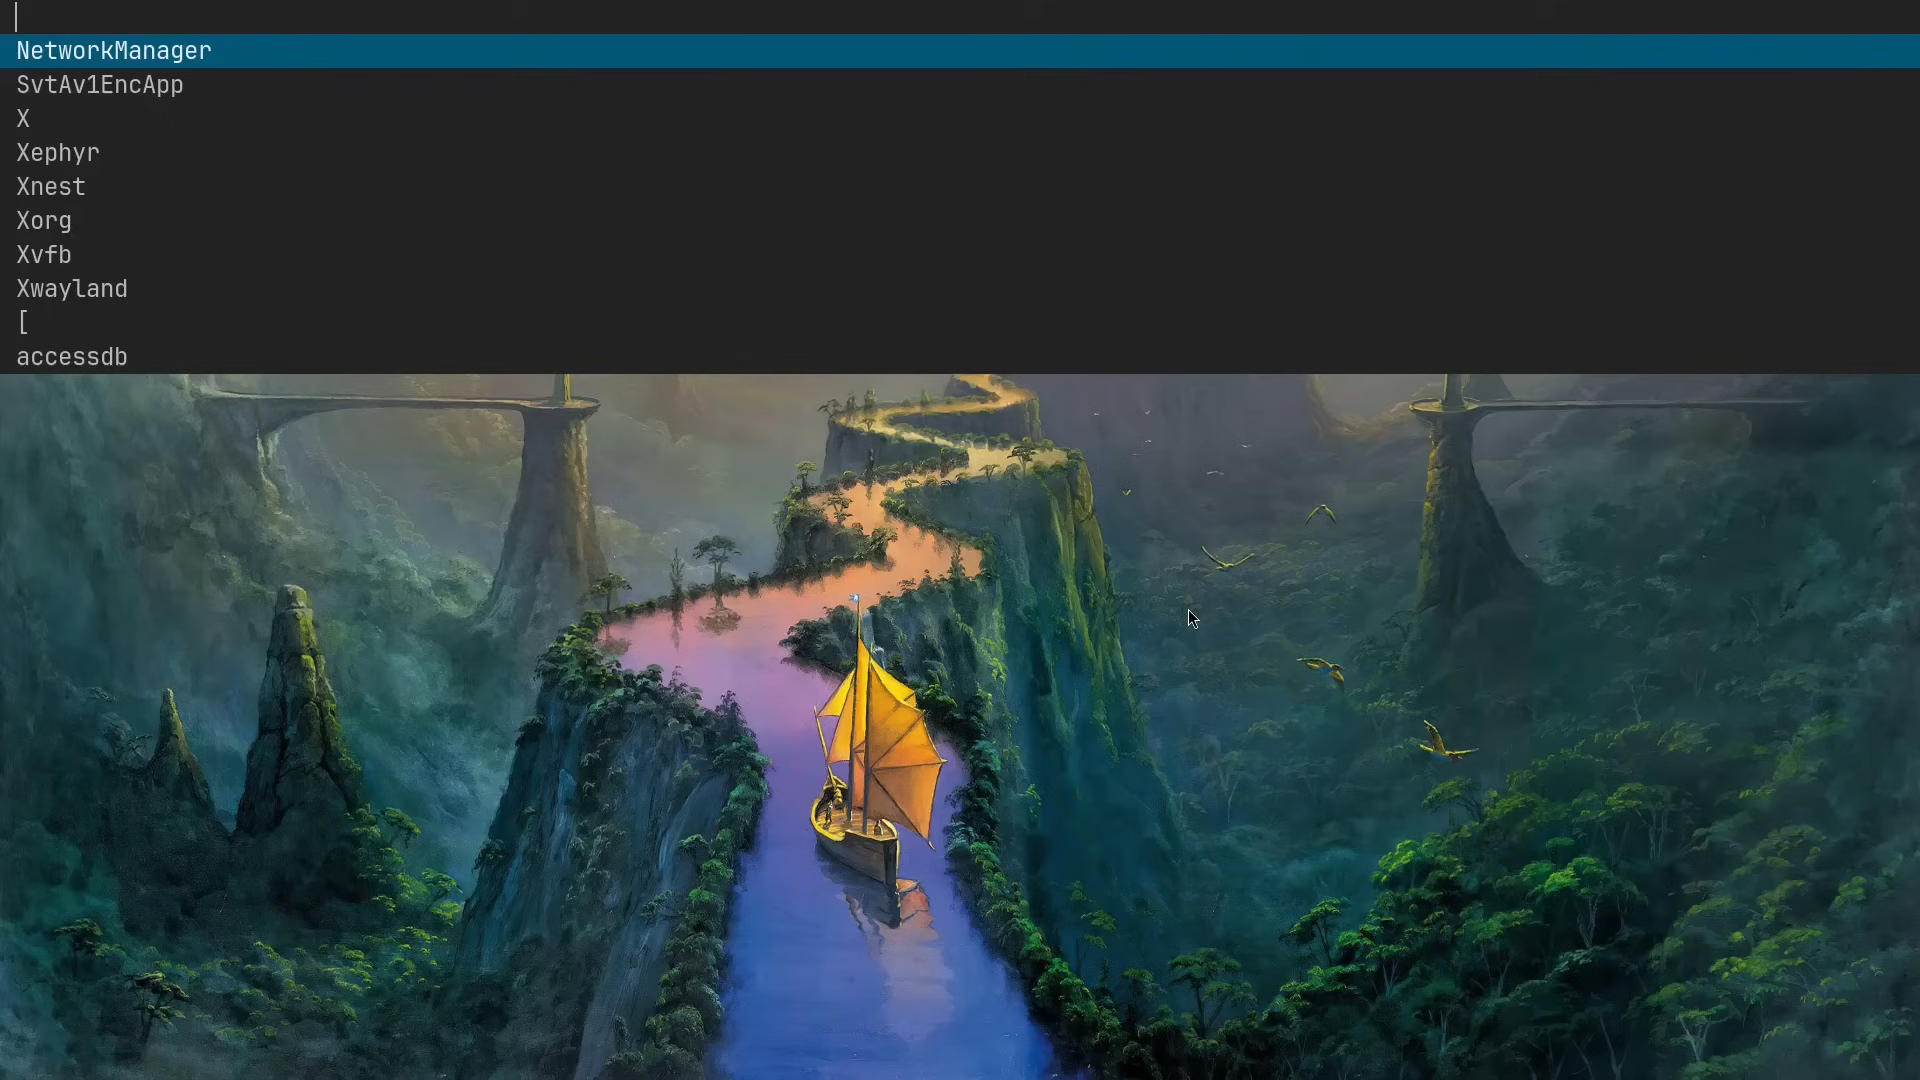 NetworkManager
SvtAv1EncApp
X
Xephyr
Xnest
Xorg
Xvfb
Xwayland
[
accessdb